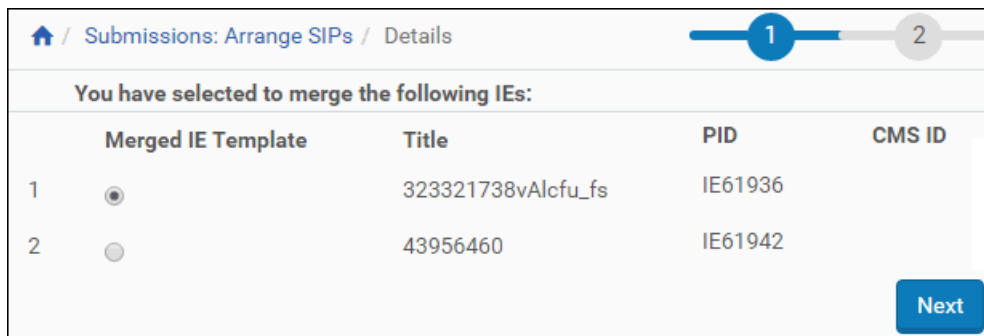 / Submissions: Arrange SIPs / Details 1 2
You have selected to merge the following IEs:
Merged IE Template Title PID CMS ID
1 323321738vAlcfu_fs IE61936
2 43956460 IE61942
Next